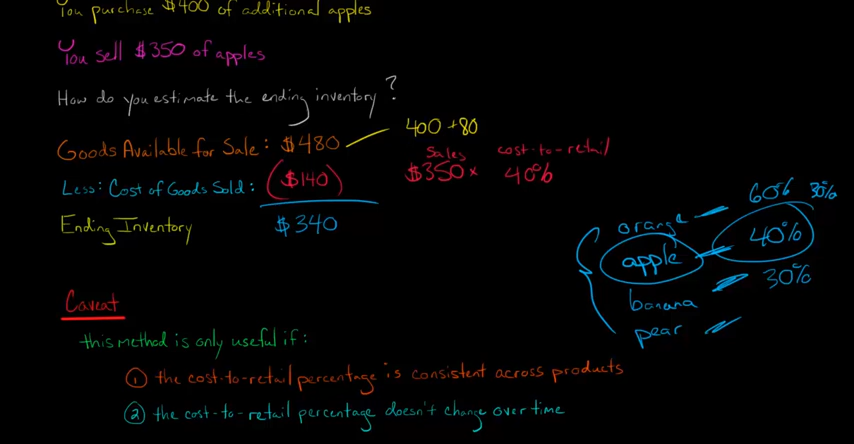 You purchase $400 of additional apples
You sell $350 of apples
How do you estimate the ending inventory?
400 + 80
Goods Available for Sale: $480
Sales cost-to-retail
$350 × 40%
Less: Cost of Goods Sold: ($140)
Ending Inventory $340
orange 60% 30%
apple 40%
banana 30%
pear
Caveat
this method is only useful if:
① the cost-to-retail percentage is consistent across products
② the cost-to-retail percentage doesn't change over time